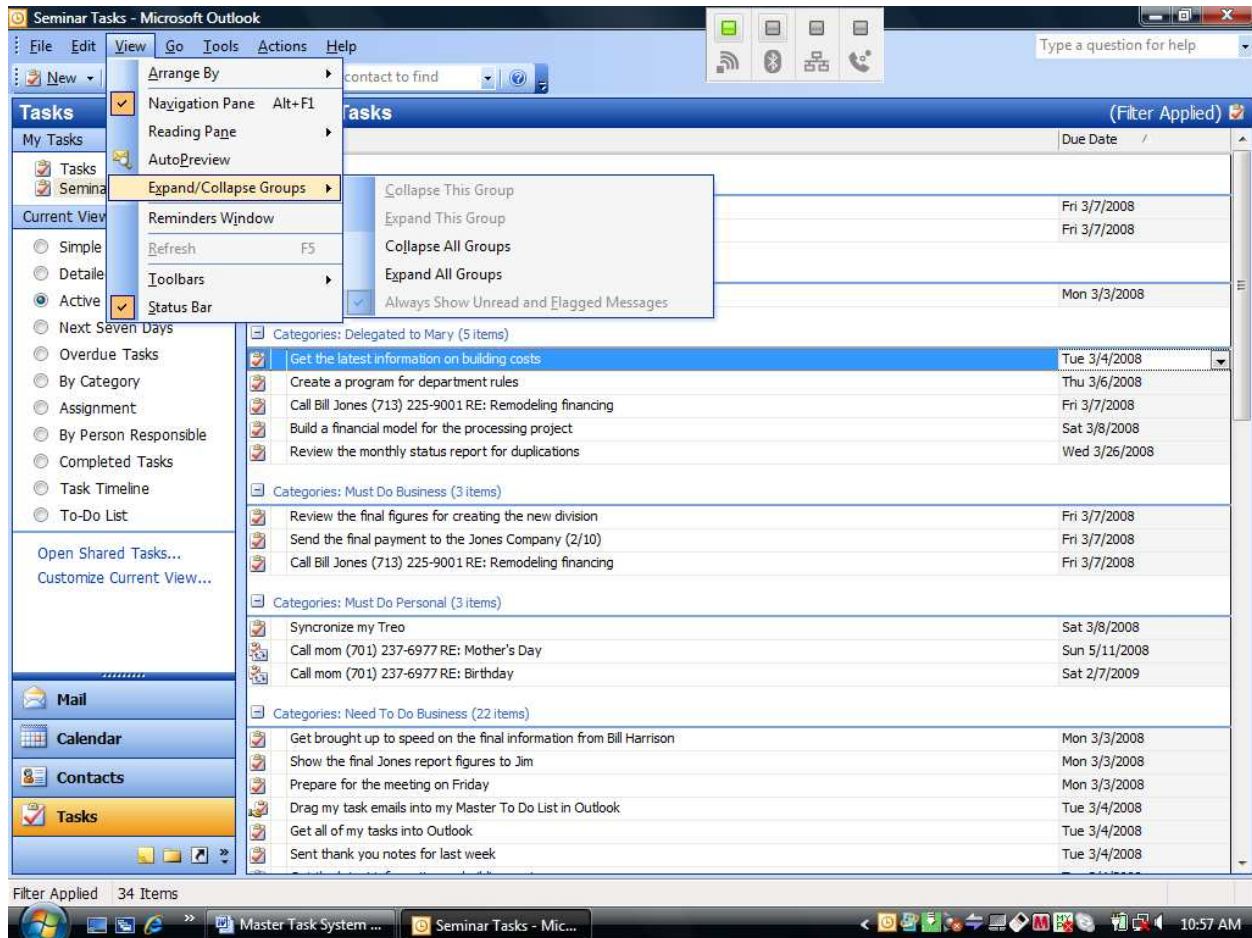 Seminar Tasks - Microsoft Outlook
File Edit View Go Tools Actions Help
Type a question for help
New
contact to find
Arrange By
Navigation Pane Alt+F1
Reading Pane
AutoPreview
Expand/Collapse Groups
Reminders Window
Refresh F5
Toolbars
Status Bar
Collapse This Group
Expand This Group
Collapse All Groups
Expand All Groups
Always Show Unread and Flagged Messages
Tasks
My Tasks
Tasks
Semina
Current View
Simple
Detaile
Active
Next Seven Days
Overdue Tasks
By Category
Assignment
By Person Responsible
Completed Tasks
Task Timeline
To-Do List
Open Shared Tasks...
Customize Current View...
Mail
Calendar
Contacts
Tasks
Tasks (Filter Applied)
Due Date
Fri 3/7/2008
Fri 3/7/2008
Mon 3/3/2008
Categories: Delegated to Mary (5 items)
Get the latest information on building costs Tue 3/4/2008
Create a program for department rules Thu 3/6/2008
Call Bill Jones (713) 225-9001 RE: Remodeling financing Fri 3/7/2008
Build a financial model for the processing project Sat 3/8/2008
Review the monthly status report for duplications Wed 3/26/2008
Categories: Must Do Business (3 items)
Review the final figures for creating the new division Fri 3/7/2008
Send the final payment to the Jones Company (2/10) Fri 3/7/2008
Call Bill Jones (713) 225-9001 RE: Remodeling financing Fri 3/7/2008
Categories: Must Do Personal (3 items)
Syncronize my Treo Sat 3/8/2008
Call mom (701) 237-6977 RE: Mother's Day Sun 5/11/2008
Call mom (701) 237-6977 RE: Birthday Sat 2/7/2009
Categories: Need To Do Business (22 items)
Get brought up to speed on the final information from Bill Harrison Mon 3/3/2008
Show the final Jones report figures to Jim Mon 3/3/2008
Prepare for the meeting on Friday Mon 3/3/2008
Drag my task emails into my Master To Do List in Outlook Tue 3/4/2008
Get all of my tasks into Outlook Tue 3/4/2008
Sent thank you notes for last week Tue 3/4/2008
Filter Applied 34 Items
Master Task System ...
Seminar Tasks - Mic...
10:57 AM